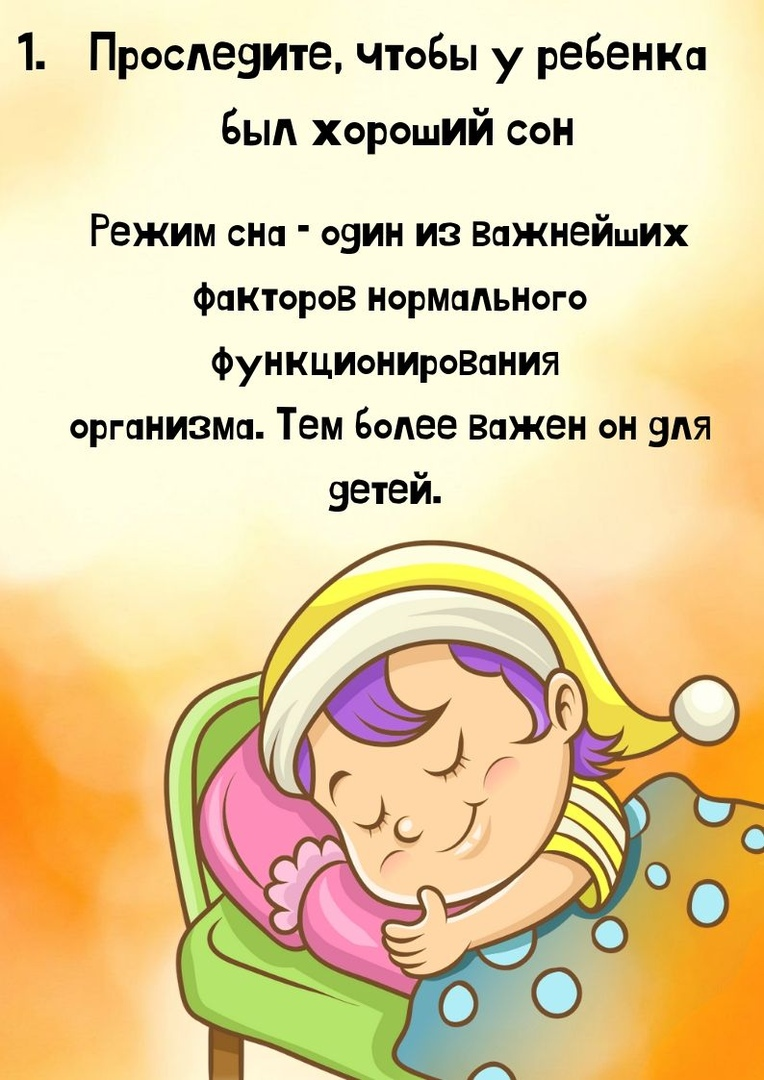 1. Проследите, чтобы у ребенка
был хороший сон
Режим сна - один из важнейших
факторов нормального
функционирования
организма. Тем более важен он для
детей.